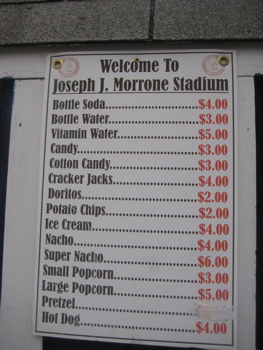 Welcome To
Joseph J. Morrone Stadium
Bottle Soda..............................$4.00
Bottle Water............................$3.00
Vitamin Water.........................$5.00
Candy......................................$3.00
Cotton Candy..........................$3.00
Cracker Jacks..........................$4.00
Doritos....................................$2.00
Potato Chips............................$2.00
Ice Cream................................$4.00
Nacho......................................$4.00
Super Nacho............................$6.00
Small Popcorn.........................$3.00
Large Popcorn.........................$5.00
Pretzel.....................................
Hot Dog...................................$4.00